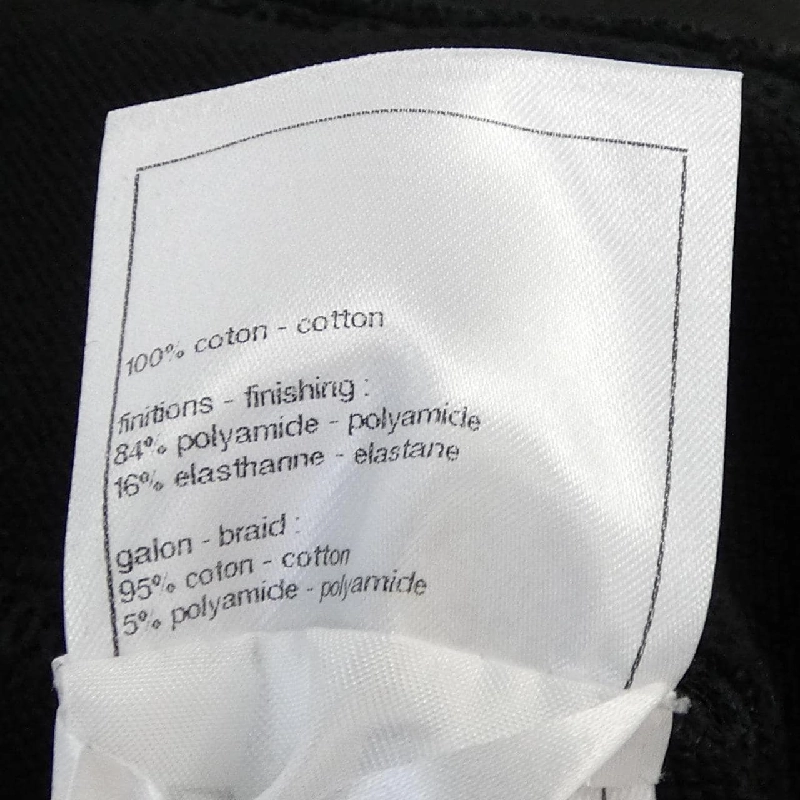 100% coton - cotton
finitions - finishing :
84% polyamide - polyamide
16% elasthanne - elastane
galon - braid :
95% coton - cotton
5% polyamide - polyamide